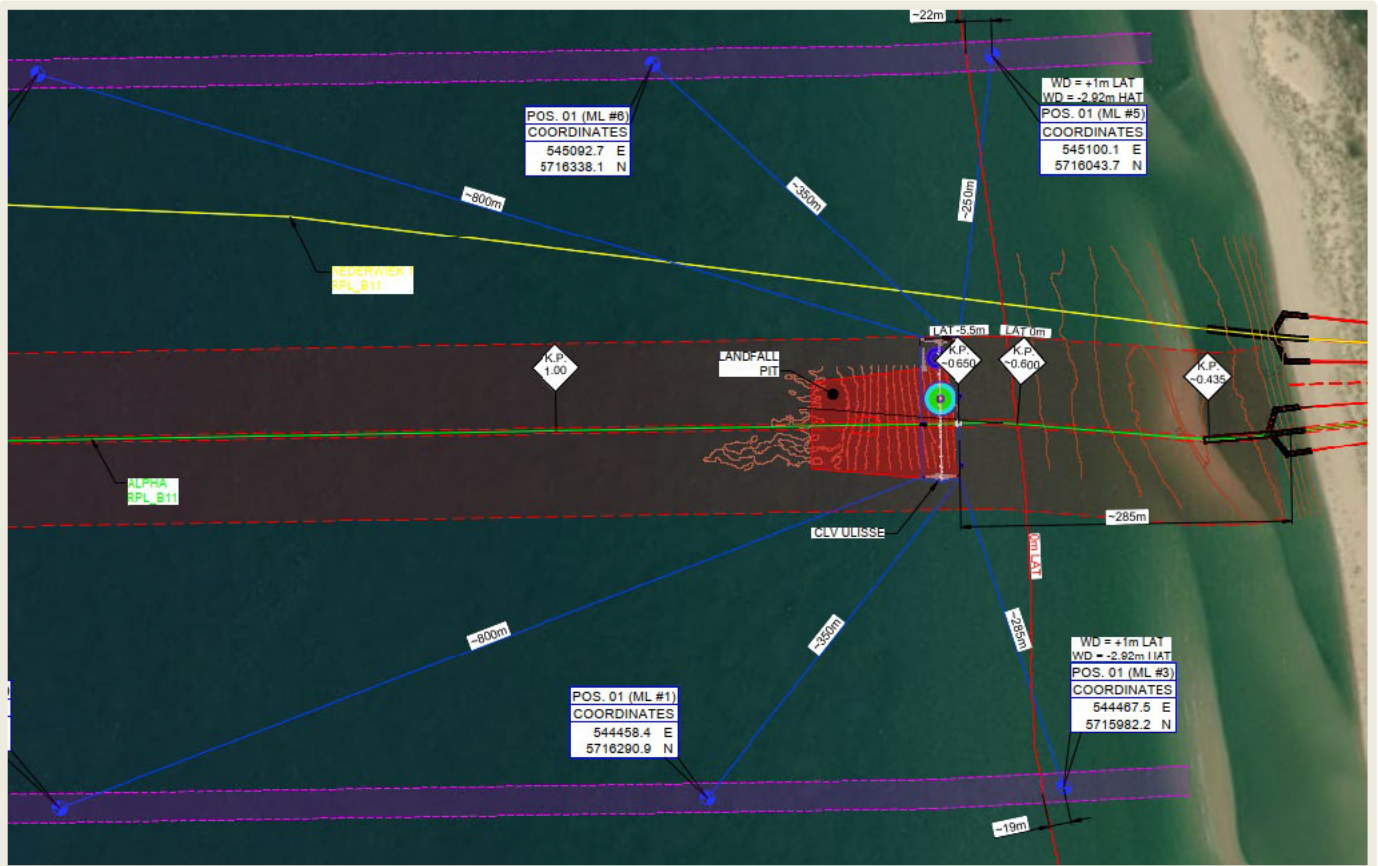 ~22m
WD = +1m LAT
WD = -2.92m HAT
POS. 01 (ML #5)
COORDINATES
545100.1 E
5716043.7 N
POS. 01 (ML #6)
COORDINATES
545092.7 E
5716338.1 N
~800m
~350m
~250m
NEDERWIEK 1
RPL_B11
LAT -5.5m
LAT 0m
K.P.
1.00
LANDFALL
PIT
K.P.
~0.650
K.P.
~0.600
K.P.
~0.435
ALPHA
RPL_B11
CLV ULISSE
~285m
0m LAT
~800m
~350m
~285m
WD = +1m LAT
WD = -2.92m HAT
POS. 01 (ML #3)
COORDINATES
544467.5 E
5715982.2 N
POS. 01 (ML #1)
COORDINATES
544458.4 E
5716290.9 N
~19m